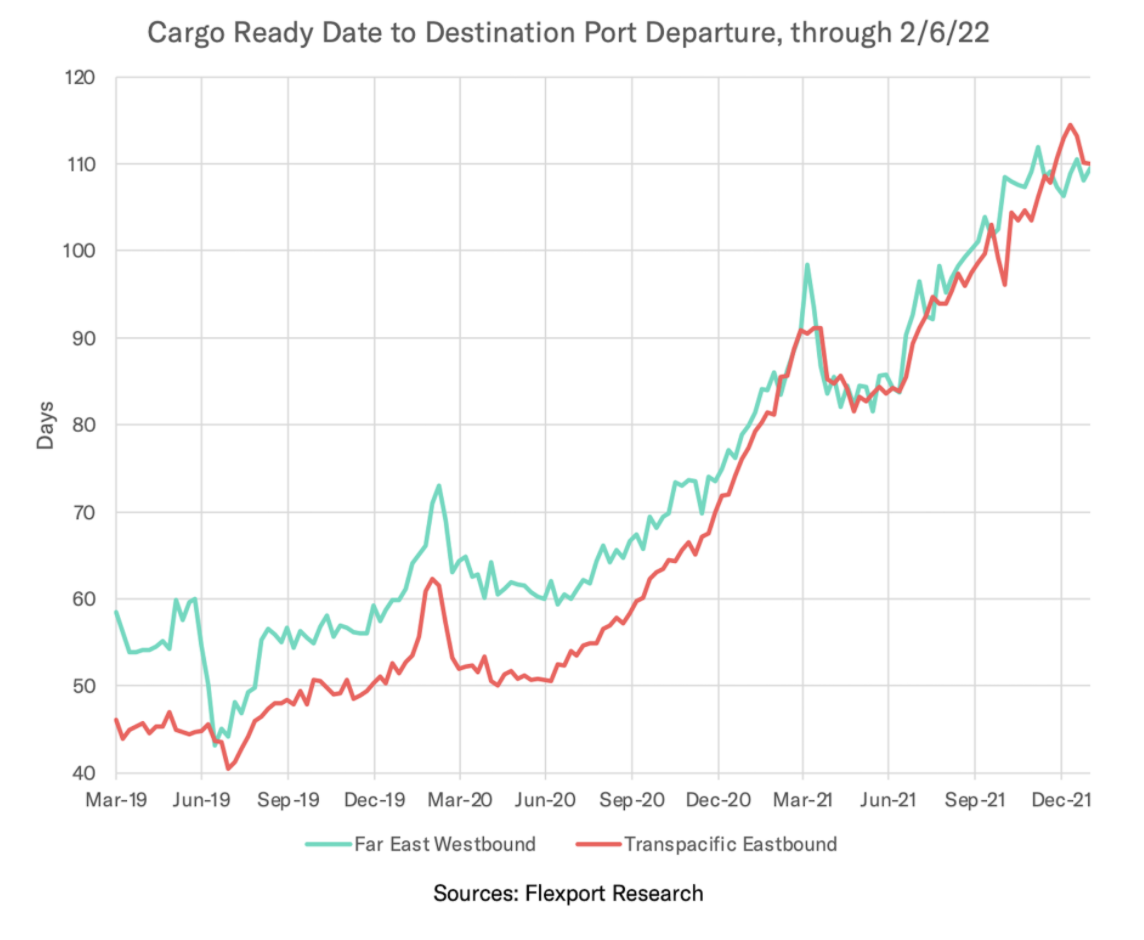 Cargo Ready Date to Destination Port Departure, through 2/6/22
120
110
100
90
80
70
60
50
40
Days
Mar-19 Jun-19 Sep-19 Dec-19 Mar-20 Jun-20 Sep-20 Dec-20 Mar-21 Jun-21 Sep-21 Dec-21
Far East Westbound Transpacific Eastbound
Sources: Flexport Research